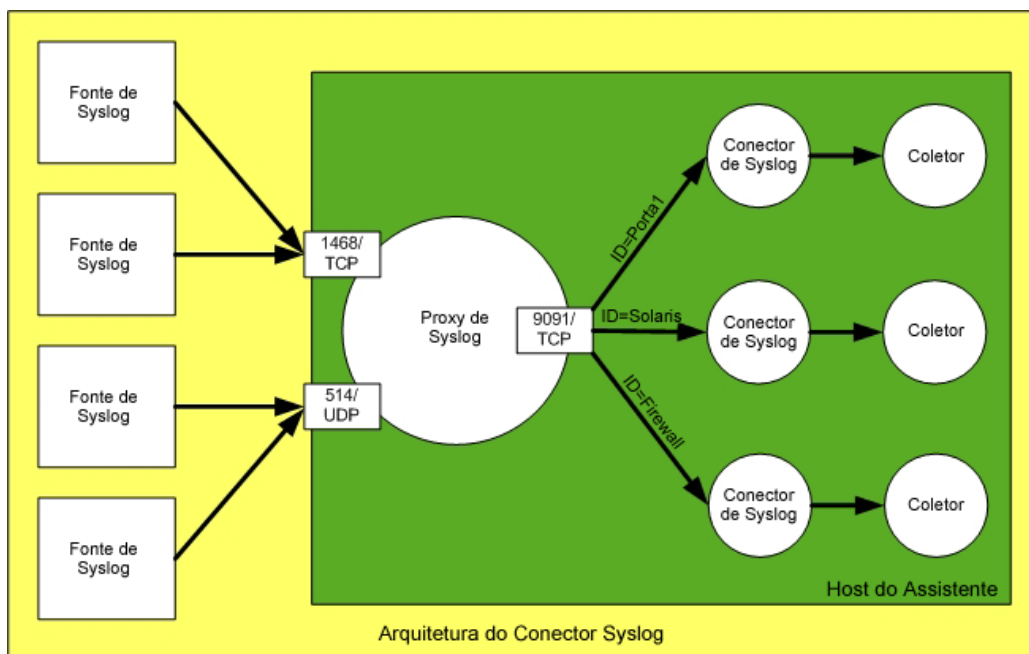 Fonte de
Syslog
Fonte de
Syslog
Fonte de
Syslog
Fonte de
Syslog
1468/
TCP
514/
UDP
Proxy de
Syslog
9091/
TCP
ID=Porta1
ID=Solaris
ID=Firewall
Conector
de Syslog
Coletor
Conector
de Syslog
Coletor
Conector
de Syslog
Coletor
Host do Assistente
Arquitetura do Conector Syslog